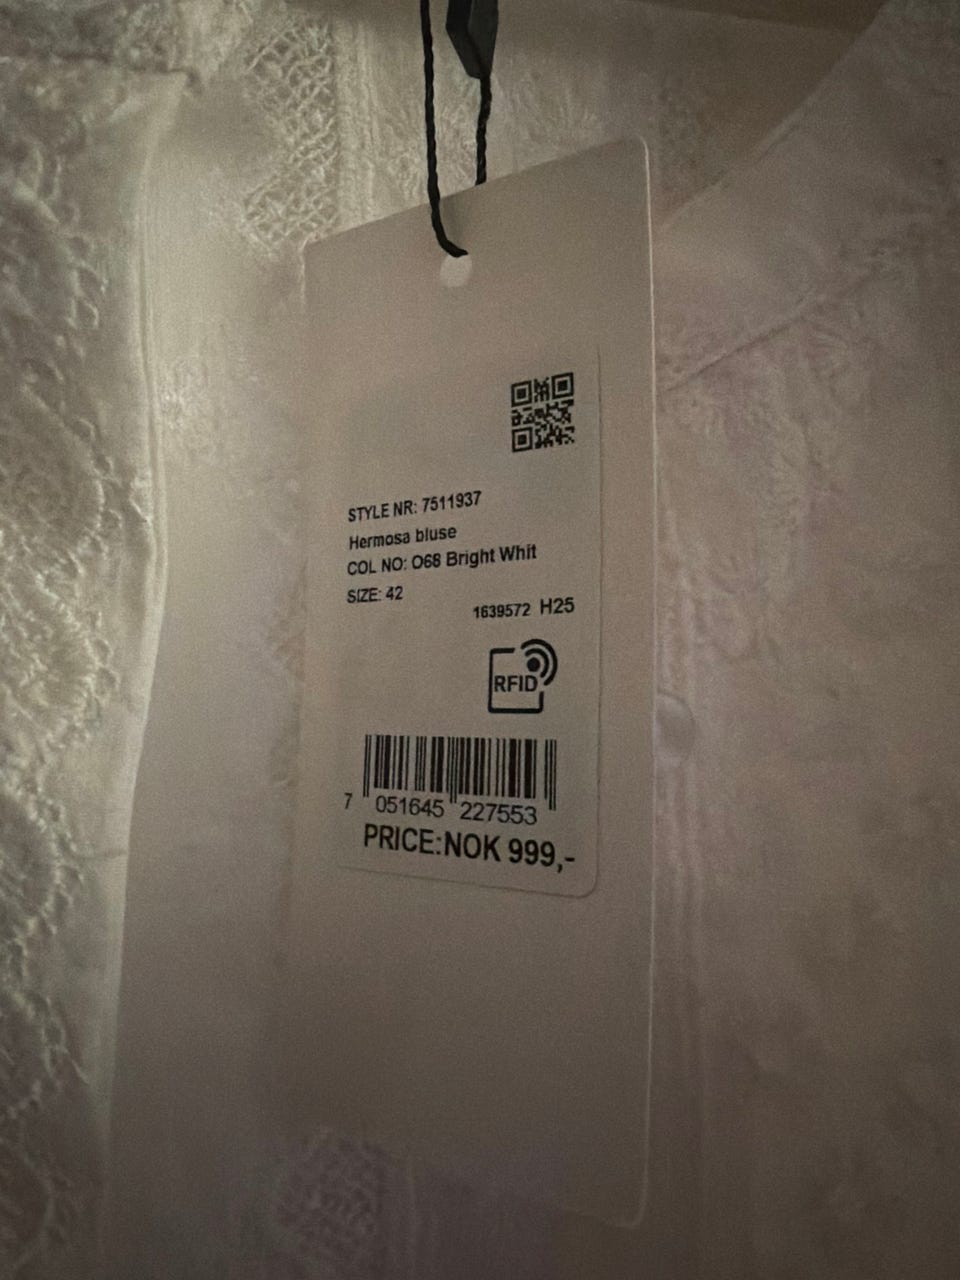 STYLE NR: 7511937
Hermosa bluse
COL NO: O68 Bright Whit
SIZE: 42
1639572 H25
RFID
7 051645 227553
PRICE:NOK 999,-